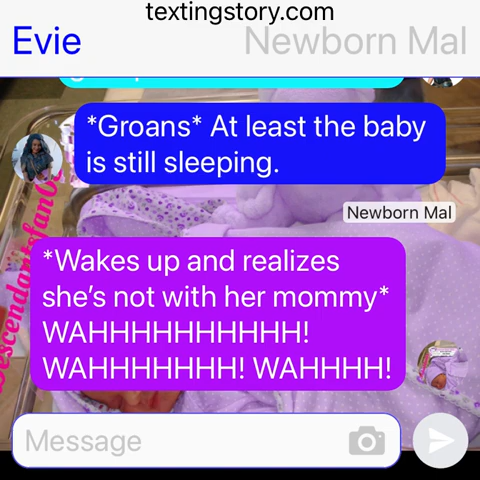 textingstory.com
Evie
Newborn Mal
*Groans* At least the baby
is still sleeping.
Newborn Mal
*Wakes up and realizes
she's not with her mommy*
WAHHHHHHHHHHH!
WAHHHHHHH! WAHHHH!
Message